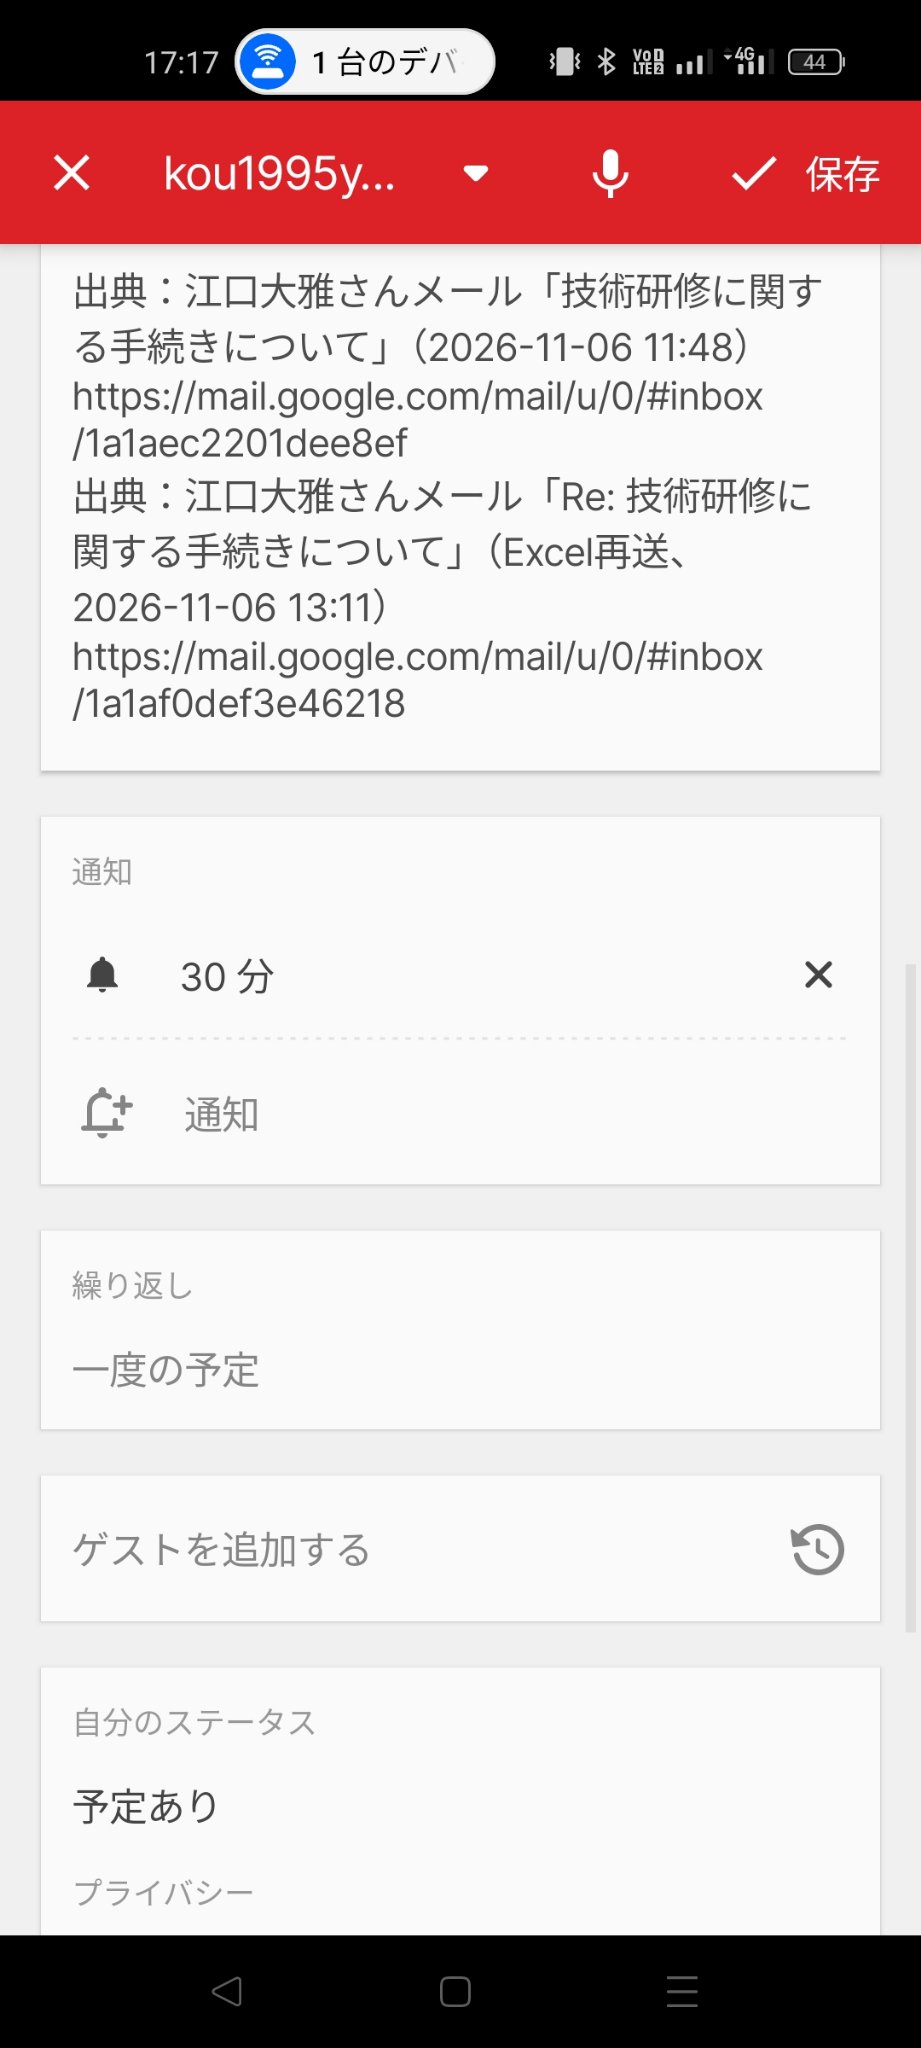 17:17
1 台のデバ
VoD LTE 2
4G
44
kou1995y...
保存
出典：江口大雅さんメール「技術研修に関す
る手続きについて」（2026-11-06 11:48）
https://mail.google.com/mail/u/0/#inbox
/1a1aec2201dee8ef
出典：江口大雅さんメール「Re: 技術研修に
関する手続きについて」（Excel再送、
2026-11-06 13:11）
https://mail.google.com/mail/u/0/#inbox
/1a1af0def3e46218
通知
30 分
通知
繰り返し
一度の予定
ゲストを追加する
自分のステータス
予定あり
プライバシー